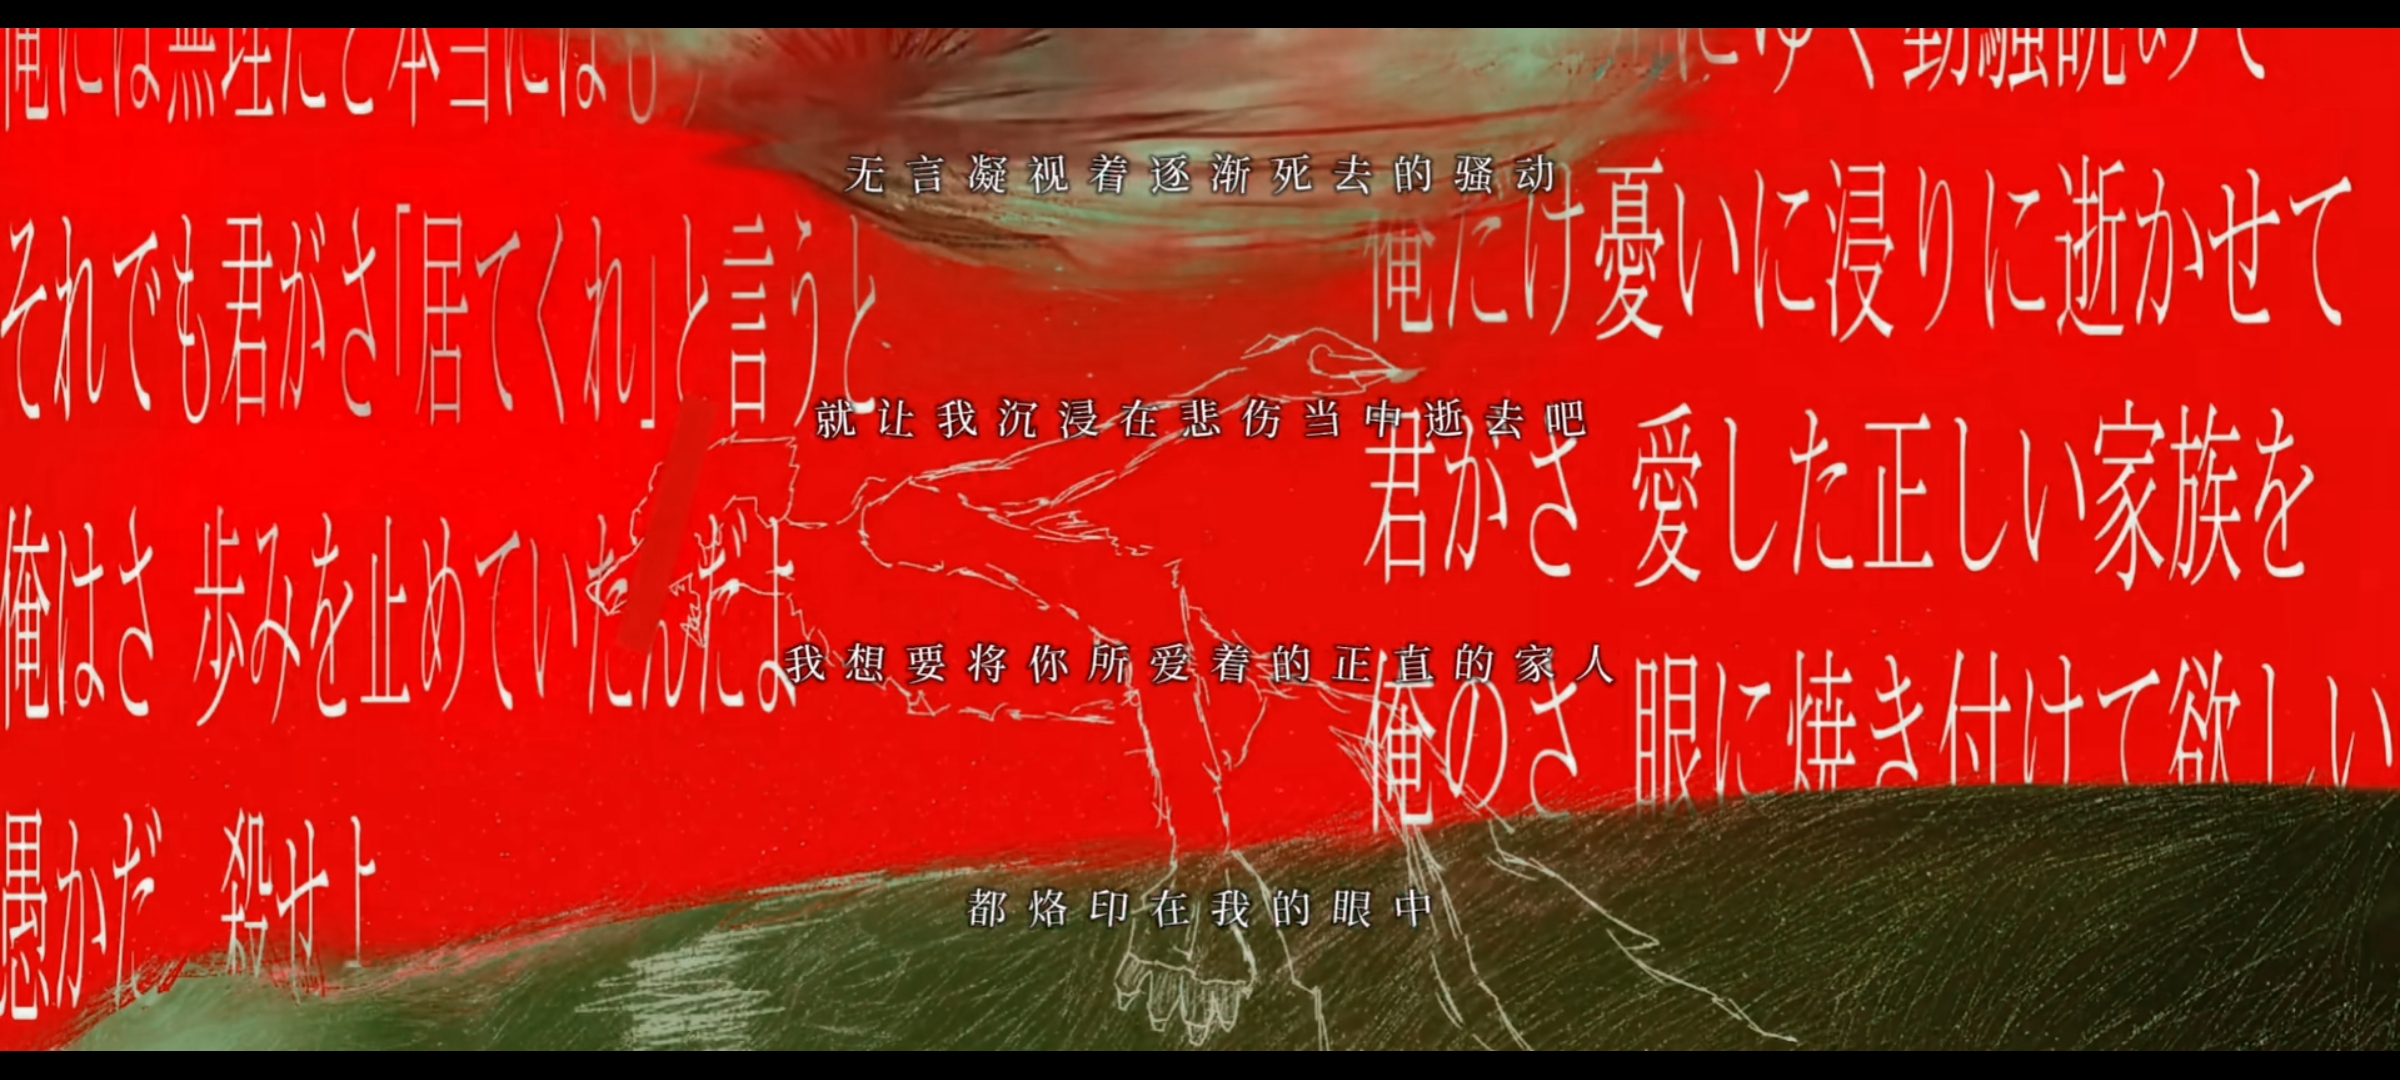 俺には無理だて本当はも
それでも君がさ「居てくれ」と言うと
俺はさ 歩みを止めていたんだよ
愚かだ 殺せよ
无言凝视着逐渐死去的骚动
就让我沉浸在悲伤当中逝去吧
我想要将你所爱着的正直的家人
都烙印在我的眼中
にゆく
俺だけ憂いに浸りに逝かせて
君がさ 愛した正しい家族を
俺のさ 眼に焼き付けて欲しい